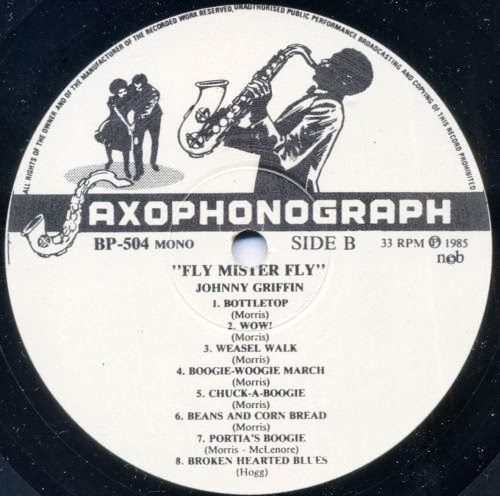 ALL RIGHTS OF THE OWNER AND OF THE MANUFACTURER OF THE RECORDED WORK RESERVED, UNAUTHORISED PUBLIC PERFORMANCE BROADCASTING AND COPYING OF THIS RECORD PROHIBITED
SAXOPHONOGRAPH
BP-504 MONO SIDE B 33 RPM Ⓟ 1985
ncb
"FLY MISTER FLY"
JOHNNY GRIFFIN
1. BOTTLETOP
(Morris)
2. WOW!
(Morris)
3. WEASEL WALK
(Morris)
4. BOOGIE-WOOGIE MARCH
(Morris)
5. CHUCK-A-BOOGIE
(Morris)
6. BEANS AND CORN BREAD
(Morris)
7. PORTIA'S BOOGIE
(Morris - McLenore)
8. BROKEN HEARTED BLUES
(Hogg)